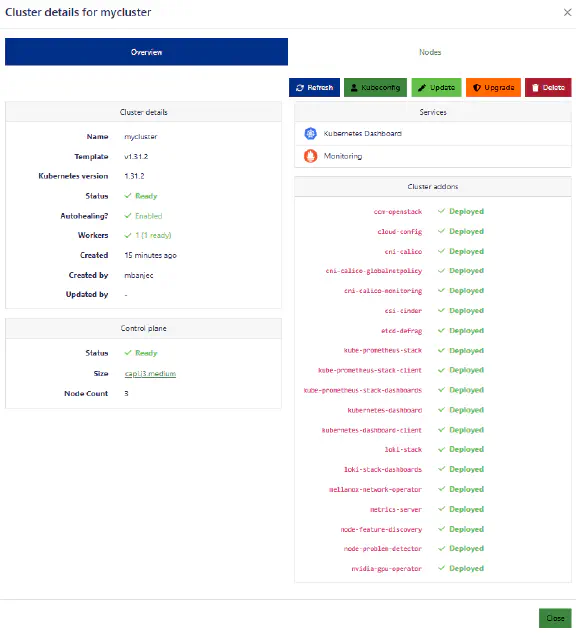 Cluster details for mycluster
Overview
Nodes
Refresh
Kubeconfig
Update
Upgrade
Delete
Cluster details
Name mycluster
Template v1.31.2
Kubernetes version 1.31.2
Status Ready
Autohealing? Enabled
Workers 1 (1 ready)
Created 15 minutes ago
Created by mbanjec
Updated by -
Control plane
Status Ready
Size capi.i3.medium
Node Count 3
Services
Kubernetes Dashboard
Monitoring
Cluster addons
ccm-openstack Deployed
cloud-config Deployed
cni-calico Deployed
cni-calico-globalnetpolicy Deployed
cni-calico-monitoring Deployed
csi-cinder Deployed
etcd-defrag Deployed
kube-prometheus-stack Deployed
kube-prometheus-stack-client Deployed
kube-prometheus-stack-dashboards Deployed
kubernetes-dashboard Deployed
kubernetes-dashboard-client Deployed
loki-stack Deployed
loki-stack-dashboards Deployed
mellanox-network-operator Deployed
metrics-server Deployed
node-feature-discovery Deployed
node-problem-detector Deployed
nvidia-gpu-operator Deployed
Close